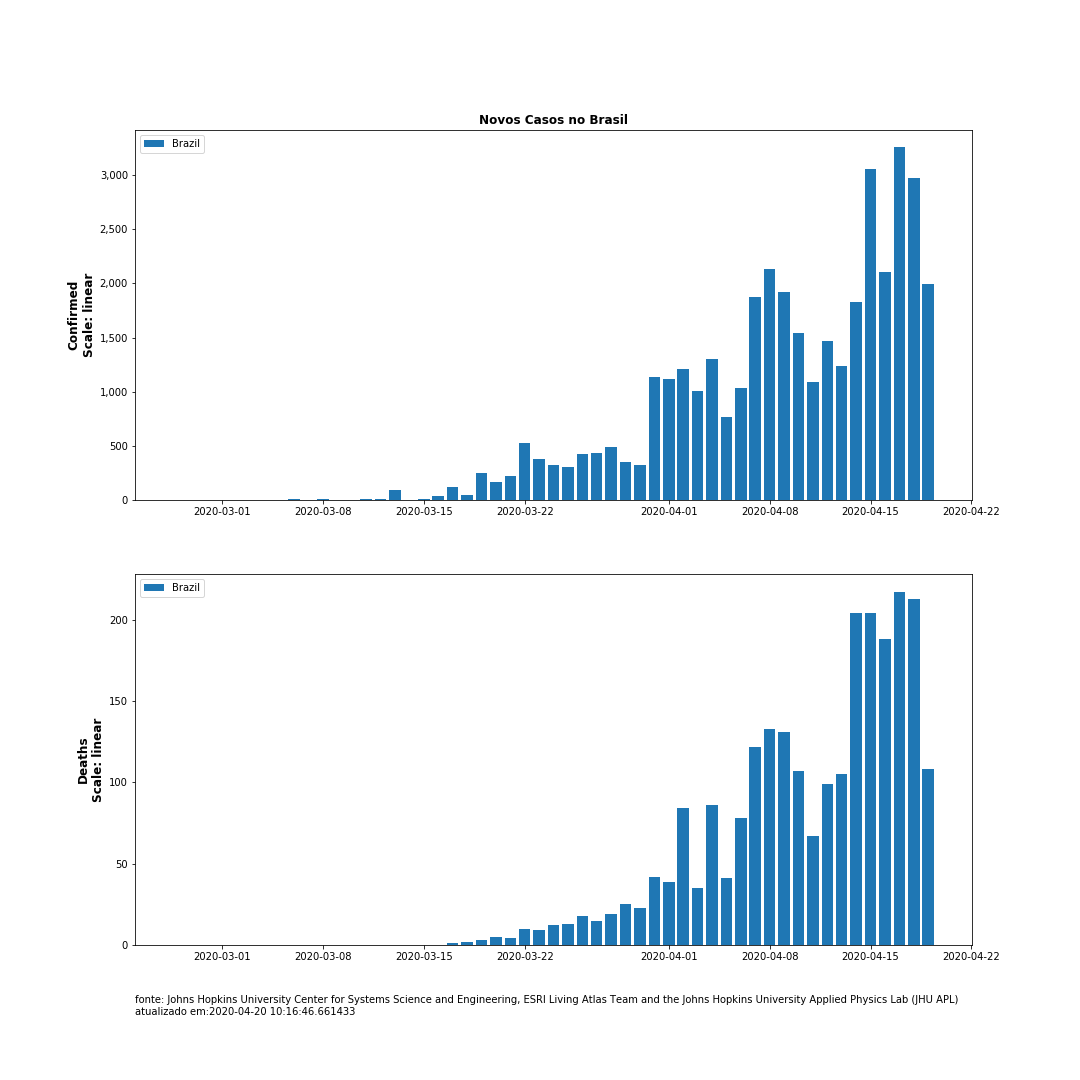 Novos Casos no Brasil
Brazil
Confirmed
Scale: linear
3,000
2,500
2,000
1,500
1,000
500
0
2020-03-01 2020-03-08 2020-03-15 2020-03-22 2020-04-01 2020-04-08 2020-04-15 2020-04-22
Brazil
Deaths
Scale: linear
200
150
100
50
0
2020-03-01 2020-03-08 2020-03-15 2020-03-22 2020-04-01 2020-04-08 2020-04-15 2020-04-22
fonte: Johns Hopkins University Center for Systems Science and Engineering, ESRI Living Atlas Team and the Johns Hopkins University Applied Physics Lab (JHU APL)
atualizado em:2020-04-20 10:16:46.661433